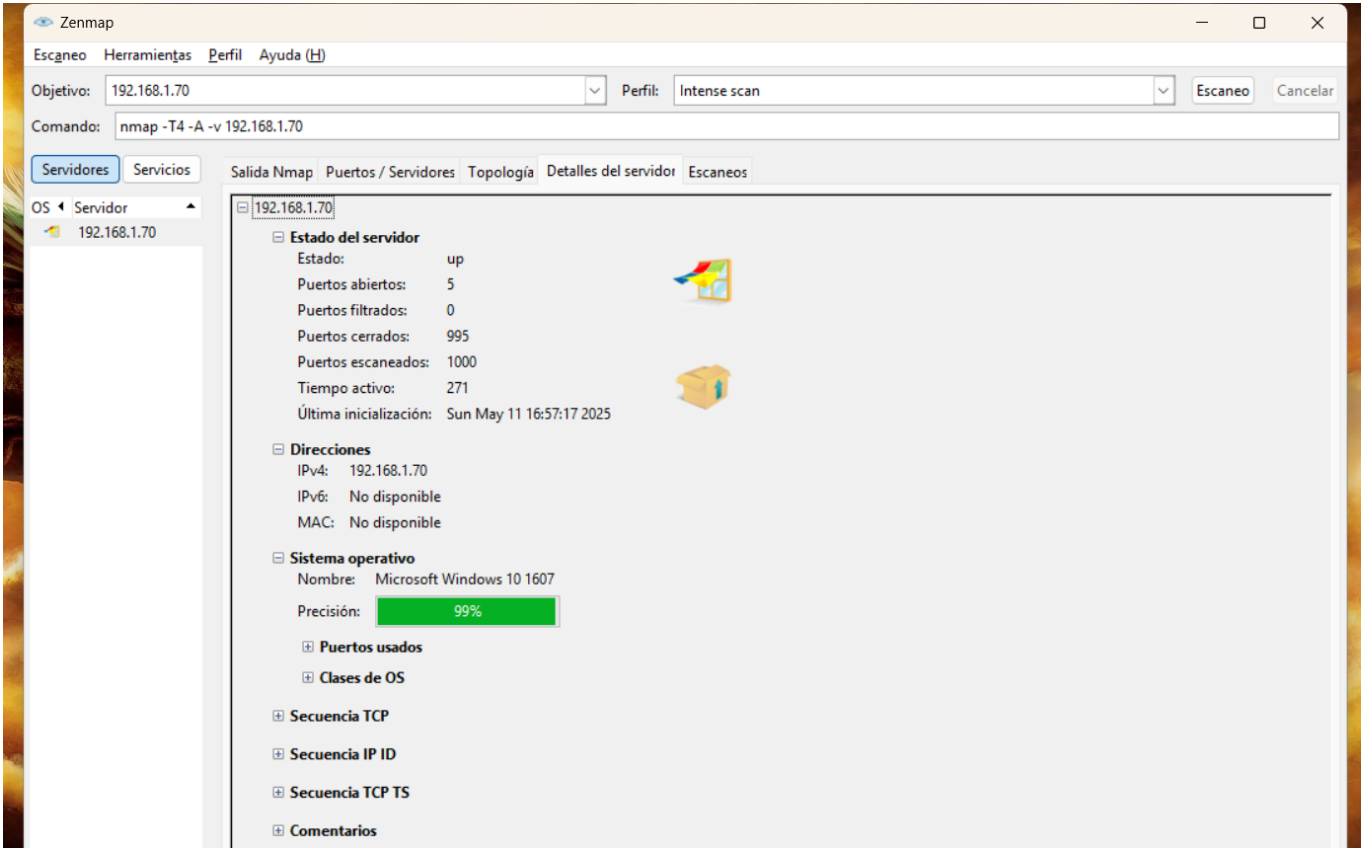 Zenmap
Escaneo Herramientas Perfil Ayuda (H)
Objetivo: 192.168.1.70 Perfil: Intense scan Escaneo Cancelar
Comando: nmap -T4 -A -v 192.168.1.70
Servidores Servicios Salida Nmap Puertos / Servidores Topología Detalles del servidor Escaneos
OS Servidor
192.168.1.70
192.168.1.70
Estado del servidor
Estado: up
Puertos abiertos: 5
Puertos filtrados: 0
Puertos cerrados: 995
Puertos escaneados: 1000
Tiempo activo: 271
Última inicialización: Sun May 11 16:57:17 2025
Direcciones
IPv4: 192.168.1.70
IPv6: No disponible
MAC: No disponible
Sistema operativo
Nombre: Microsoft Windows 10 1607
Precisión: 99%
Puertos usados
Clases de OS
Secuencia TCP
Secuencia IP ID
Secuencia TCP TS
Comentarios